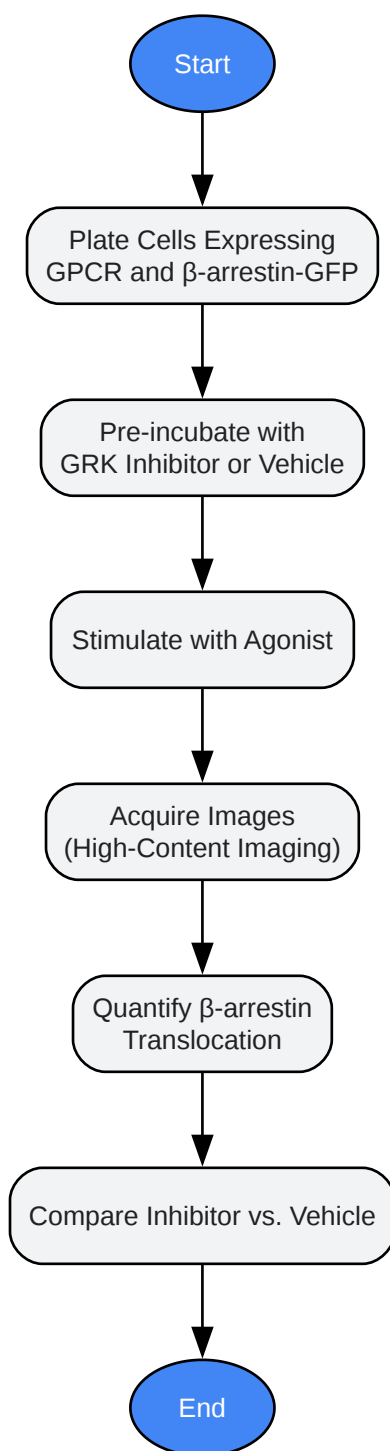 Start
Plate Cells Expressing
GPCR and β-arrestin-GFP
Pre-incubate with
GRK Inhibitor or Vehicle
Stimulate with Agonist
Acquire Images
(High-Content Imaging)
Quantify β-arrestin
Translocation
Compare Inhibitor vs. Vehicle
End